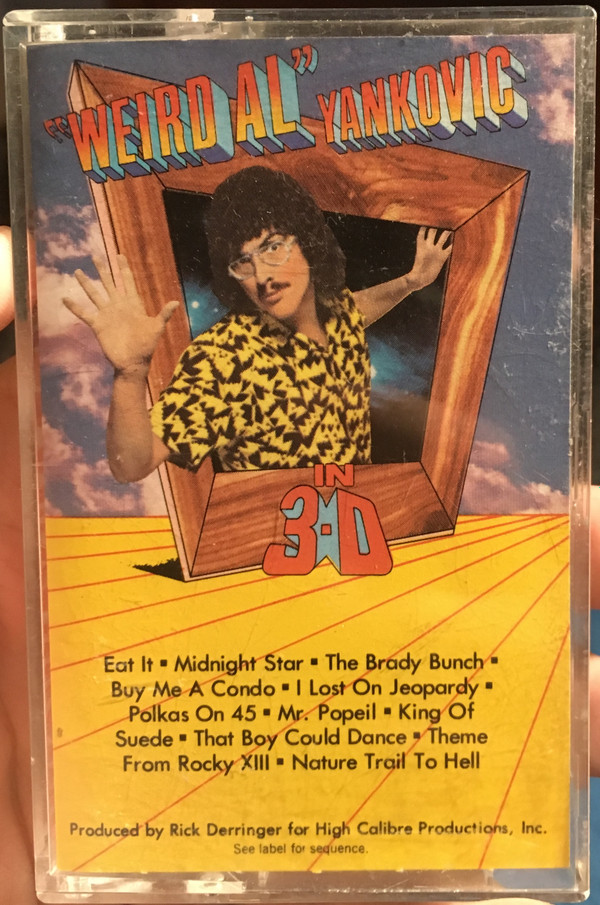 "WEIRD AL" YANKOVIC
IN
3-D
Eat It ▪ Midnight Star ▪ The Brady Bunch ▪
Buy Me A Condo ▪ I Lost On Jeopardy ▪
Polkas On 45 ▪ Mr. Popeil ▪ King Of
Suede ▪ That Boy Could Dance ▪ Theme
From Rocky XIII ▪ Nature Trail To Hell
Produced by Rick Derringer for High Calibre Productions, Inc.
See label for sequence.